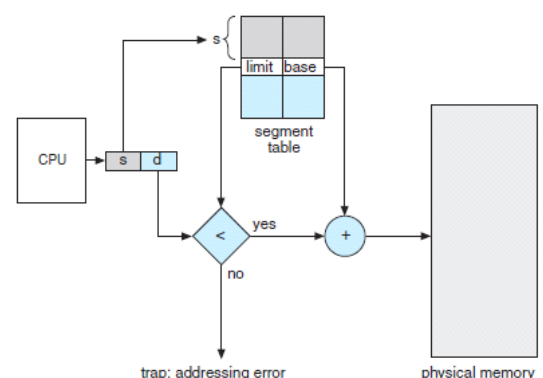 s
limit base
segment
table
CPU
s d
<
yes
+
no
trap: addressing error
physical memory